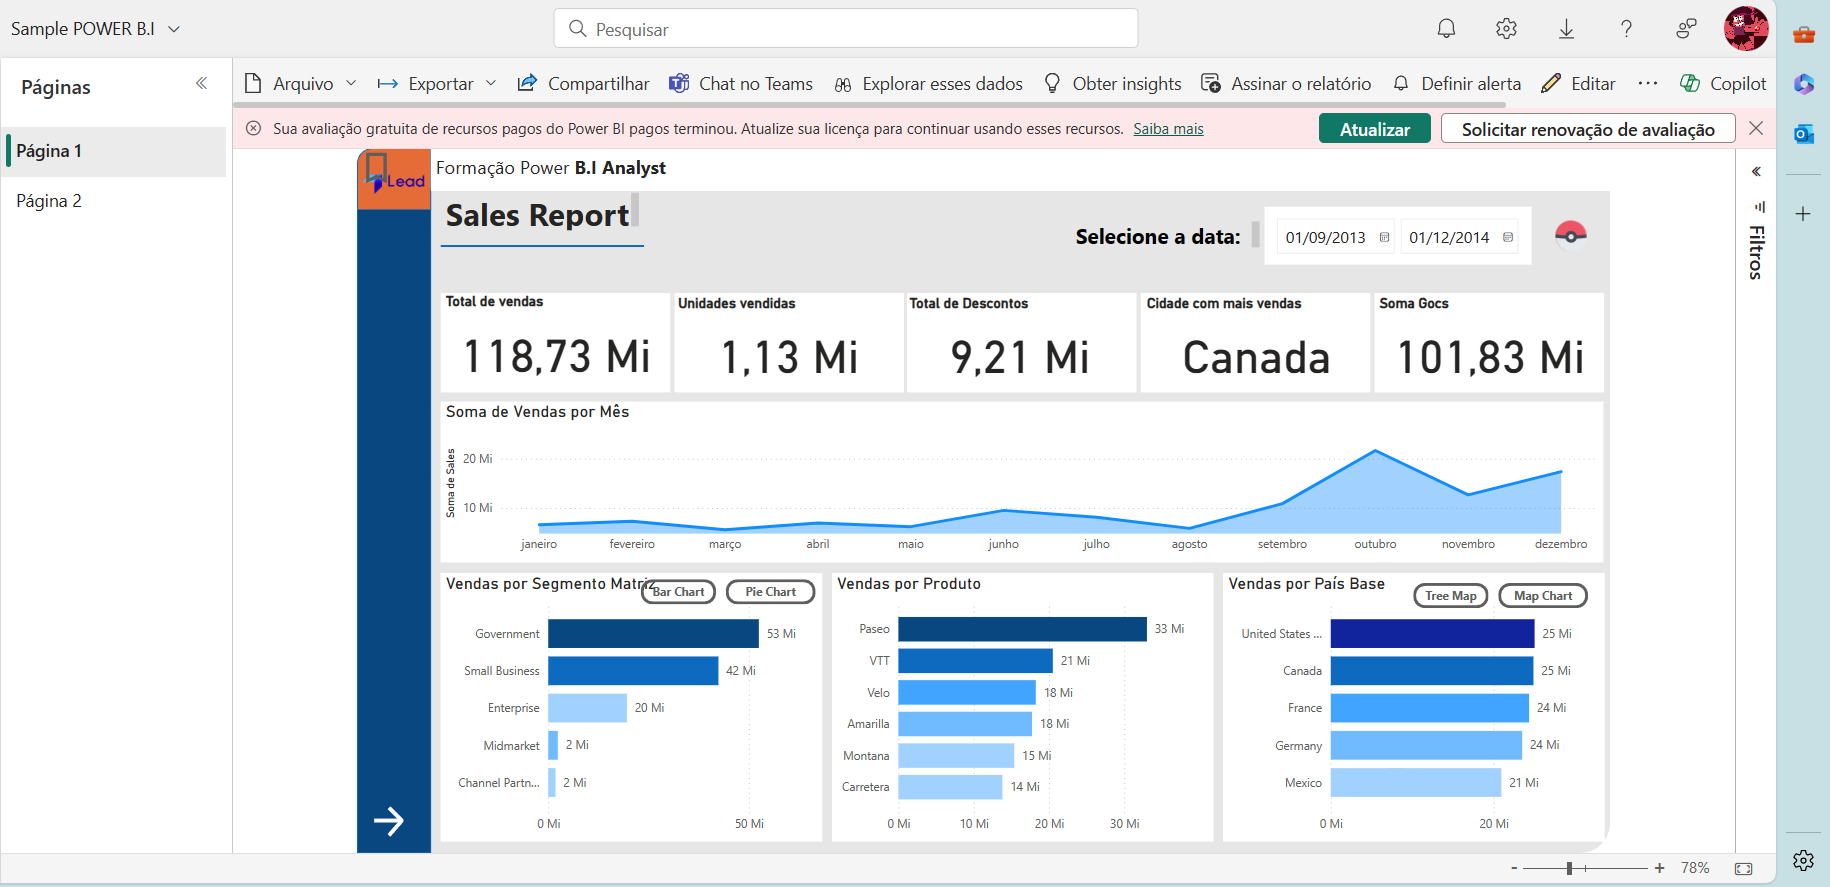 Sample POWER B.I
Pesquisar
Páginas
Página 1
Página 2
Arquivo Exportar Compartilhar Chat no Teams Explorar esses dados Obter insights Assinar o relatório Definir alerta Editar ... Copilot
Sua avaliação gratuita de recursos pagos do Power BI pagos terminou. Atualize sua licença para continuar usando esses recursos. Saiba mais
Atualizar
Solicitar renovação de avaliação
Lead
Formação Power B.I Analyst
Sales Report
Selecione a data:
01/09/2013
01/12/2014
Filtros
Total de vendas
118,73 Mi
Unidades vendidas
1,13 Mi
Total de Descontos
9,21 Mi
Cidade com mais vendas
Canada
Soma Gocs
101,83 Mi
Soma de Vendas por Mês
Soma de Sales
20 Mi
10 Mi
janeiro fevereiro março abril maio junho julho agosto setembro outubro novembro dezembro
Vendas por Segmento Matriz
Bar Chart
Pie Chart
Government 53 Mi
Small Business 42 Mi
Enterprise 20 Mi
Midmarket 2 Mi
Channel Partn... 2 Mi
0 Mi 50 Mi
Vendas por Produto
Paseo 33 Mi
VTT 21 Mi
Velo 18 Mi
Amarilla 18 Mi
Montana 15 Mi
Carretera 14 Mi
0 Mi 10 Mi 20 Mi 30 Mi
Vendas por País Base
Tree Map
Map Chart
United States ... 25 Mi
Canada 25 Mi
France 24 Mi
Germany 24 Mi
Mexico 21 Mi
0 Mi 20 Mi
- + 78%